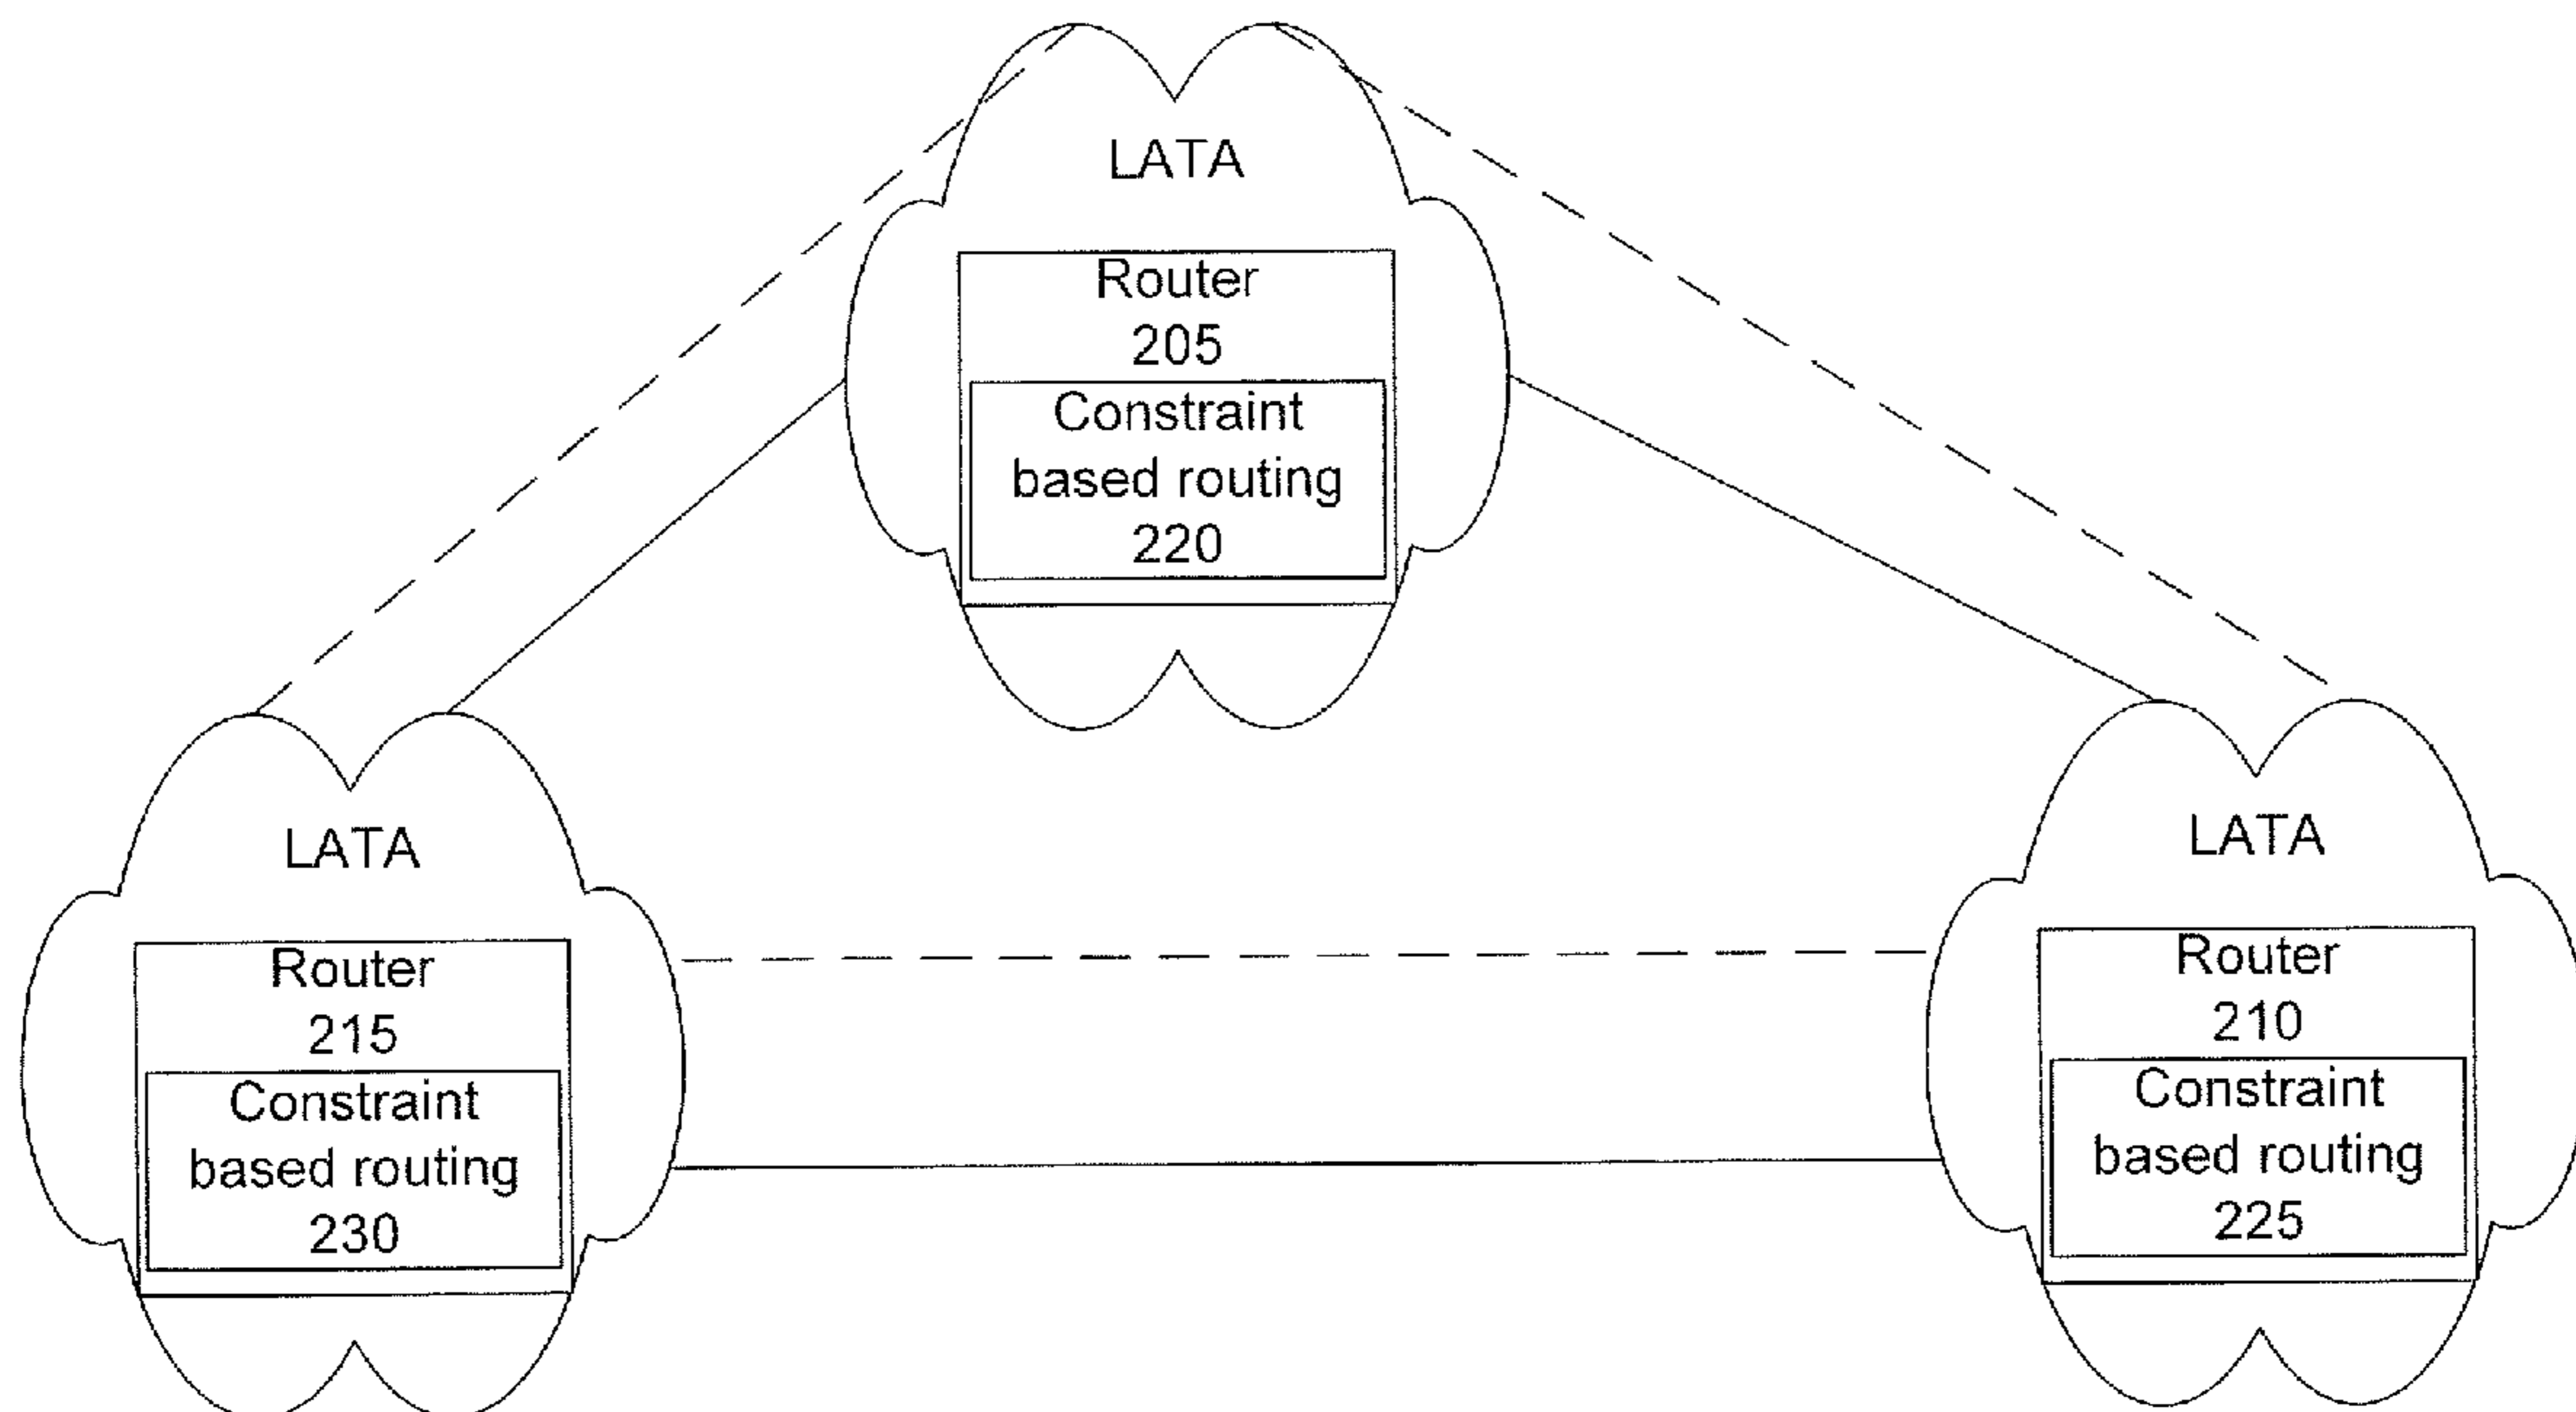 LATA
Router
205
Constraint
based routing
220
LATA
Router
215
Constraint
based routing
230
LATA
Router
210
Constraint
based routing
225